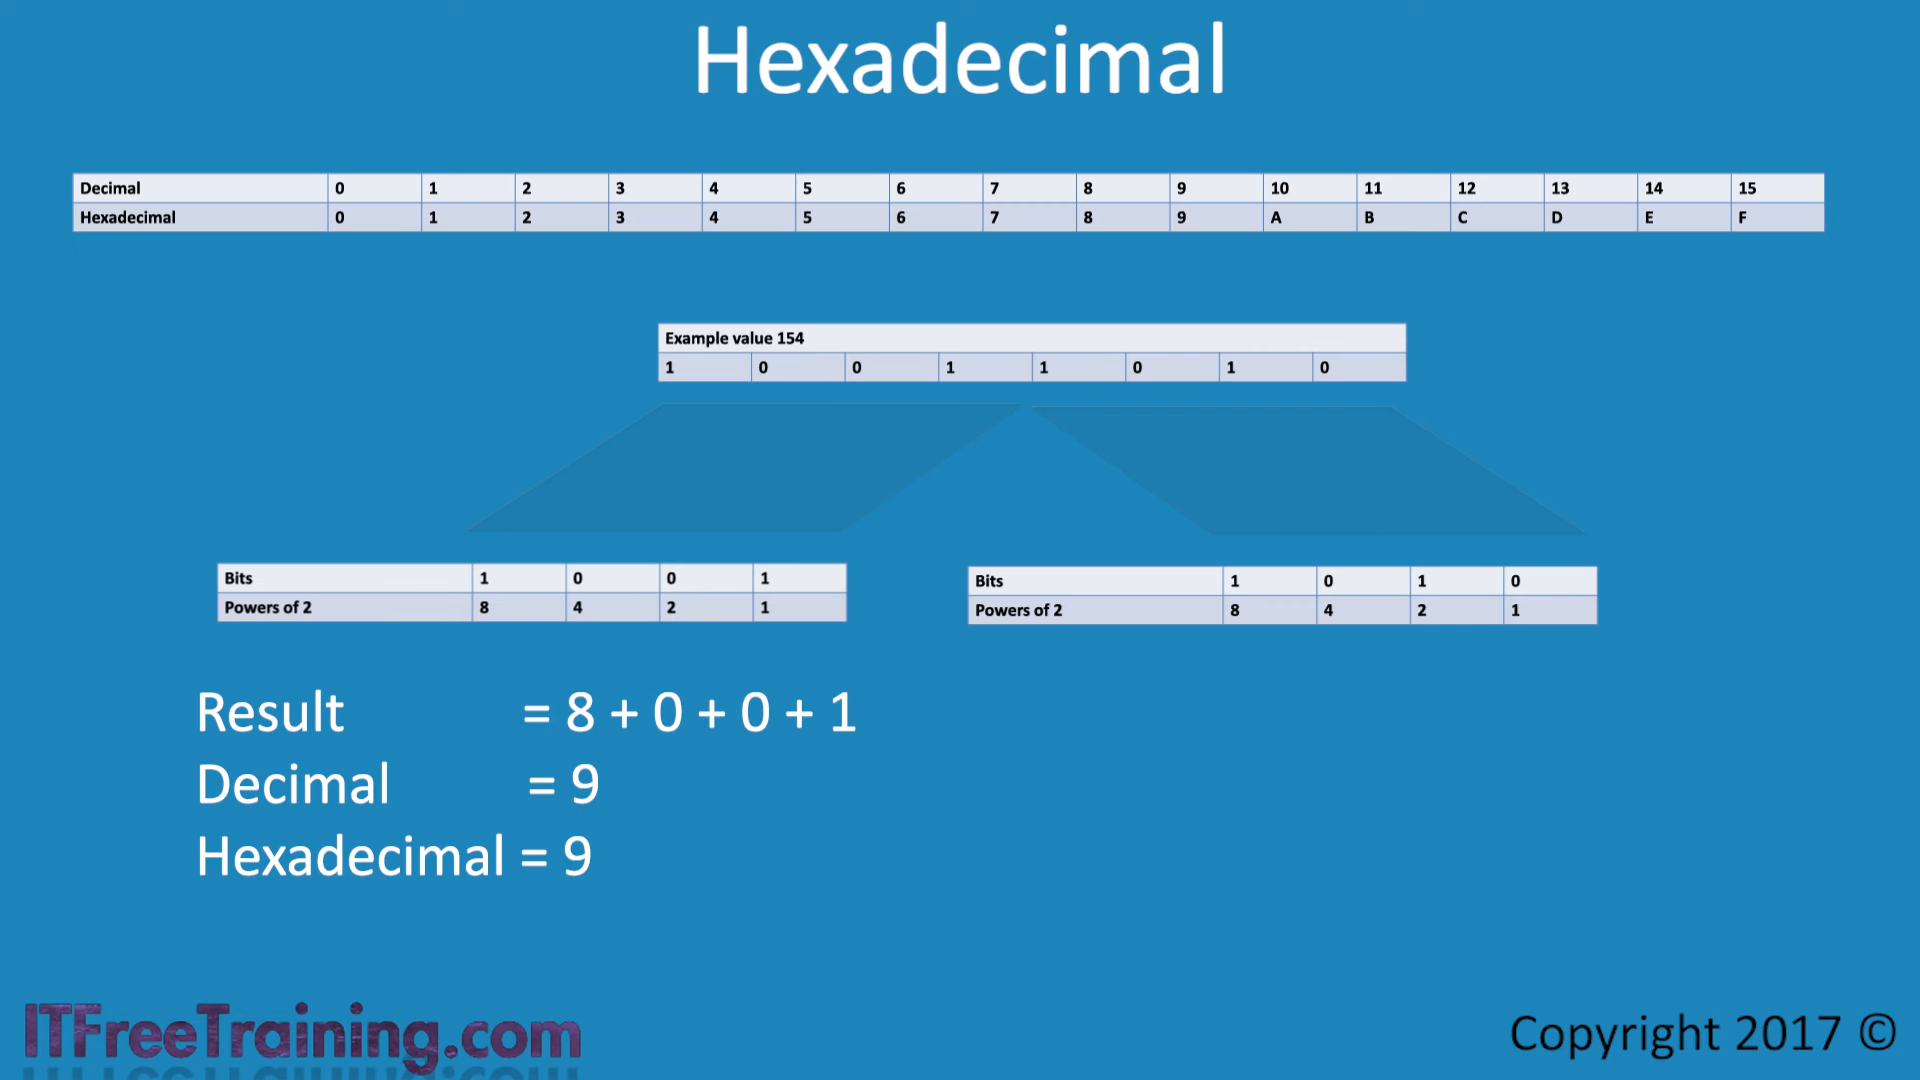 Hexadecimal
Decimal 0 1 2 3 4 5 6 7 8 9 10 11 12 13 14 15
Hexadecimal 0 1 2 3 4 5 6 7 8 9 A B C D E F
Example value 154
1 0 0 1 1 0 1 0
Bits 1 0 0 1
Powers of 2 8 4 2 1
Bits 1 0 1 0
Powers of 2 8 4 2 1
Result = 8 + 0 + 0 + 1
Decimal = 9
Hexadecimal = 9
ITFreeTraining.com
Copyright 2017 ©